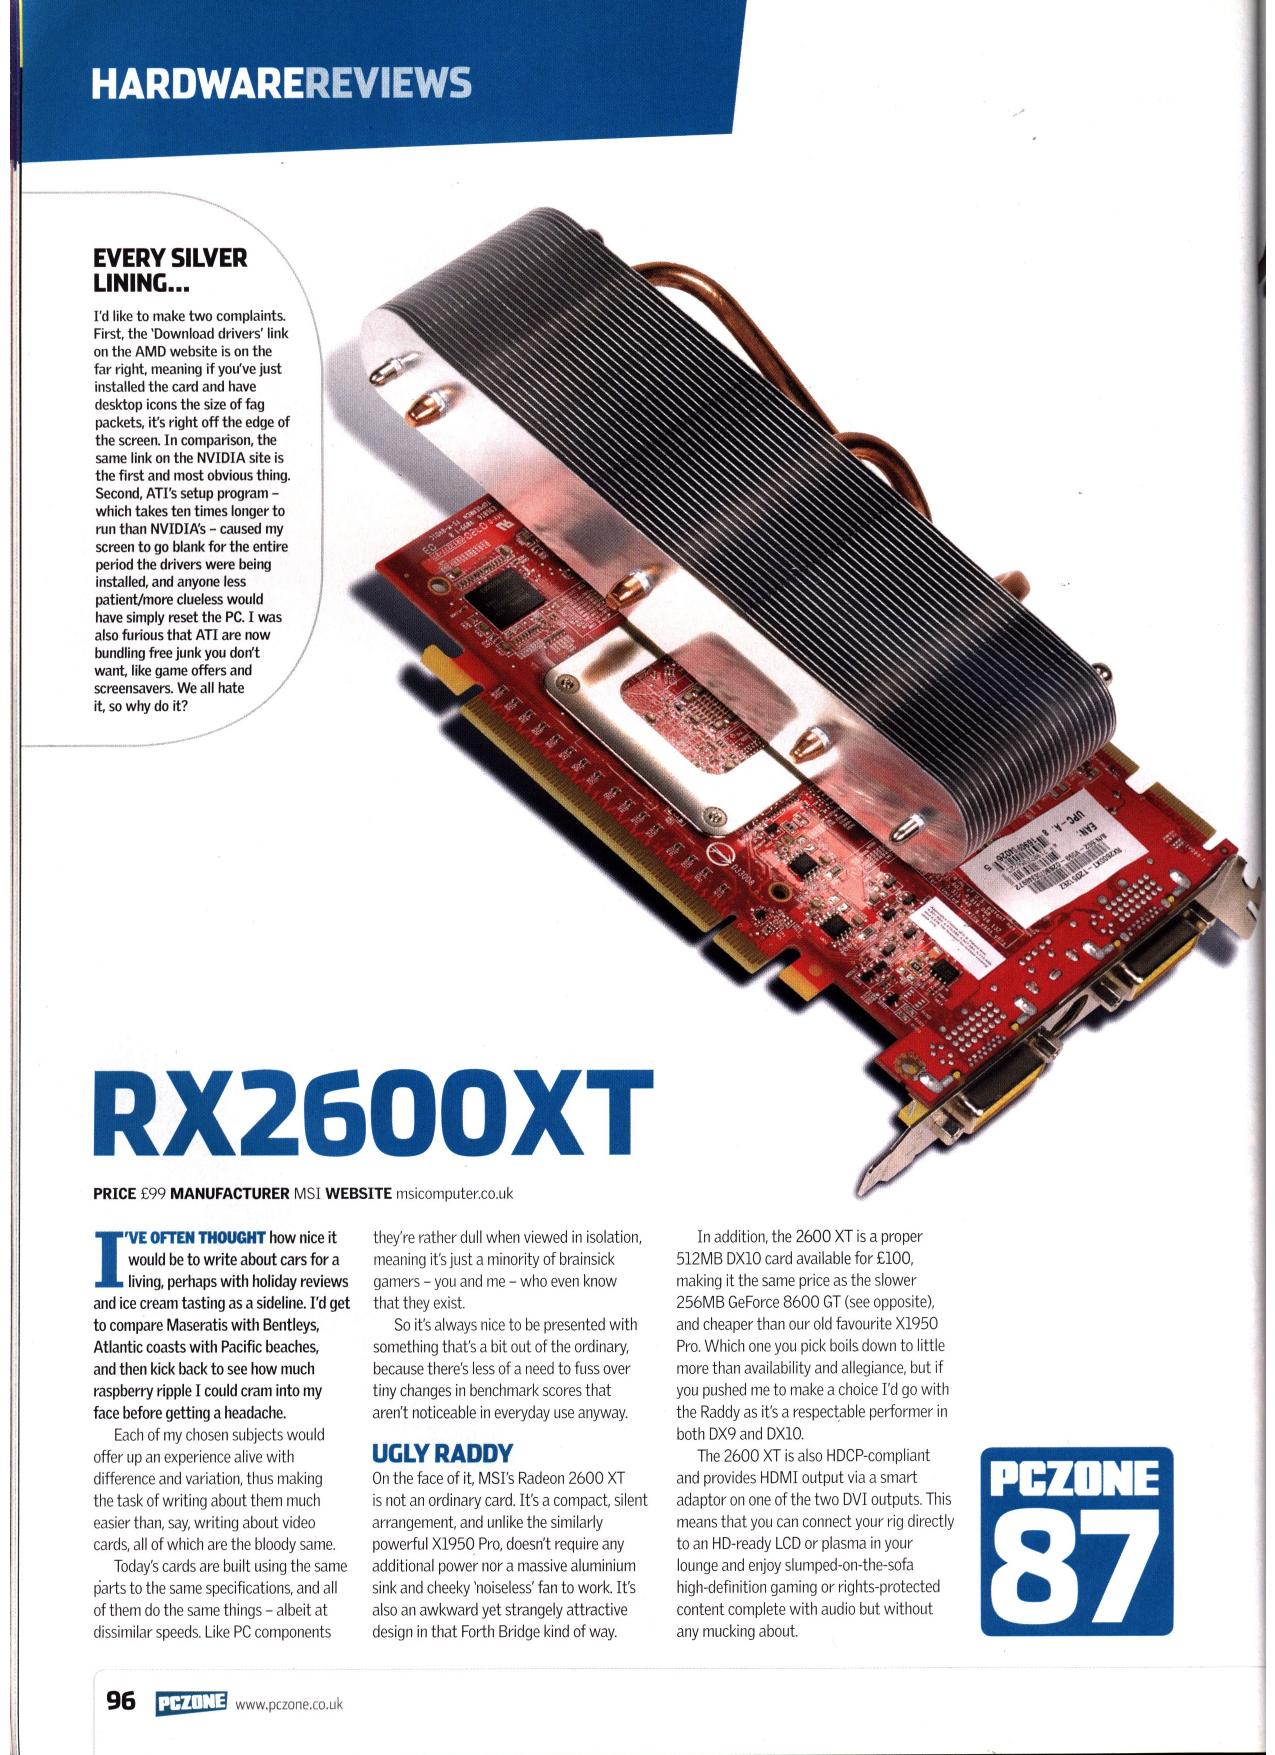 HARDWAREREVIEWS
EVERY SILVER
LINING...
I'd like to make two complaints.
First, the 'Download drivers' link
on the AMD website is on the
far right, meaning if you've just
installed the card and have
desktop icons the size of fag
packets, it's right off the edge of
the screen. In comparison, the
same link on the NVIDIA site is
the first and most obvious thing.
Second, ATI's setup program –
which takes ten times longer to
run than NVIDIA's – caused my
screen to go blank for the entire
period the drivers were being
installed, and anyone less
patient/more clueless would
have simply reset the PC. I was
also furious that ATI are now
bundling free junk you don't
want, like game offers and
screensavers. We all hate
it, so why do it?
RX2600XT
PRICE £99 MANUFACTURER MSI WEBSITE msicomputer.co.uk
I'VE OFTEN THOUGHT how nice it
would be to write about cars for a
living, perhaps with holiday reviews
and ice cream tasting as a sideline. I'd get
to compare Maseratis with Bentleys,
Atlantic coasts with Pacific beaches,
and then kick back to see how much
raspberry ripple I could cram into my
face before getting a headache.
Each of my chosen subjects would
offer up an experience alive with
difference and variation, thus making
the task of writing about them much
easier than, say, writing about video
cards, all of which are the bloody same.
Today's cards are built using the same
parts to the same specifications, and all
of them do the same things – albeit at
dissimilar speeds. Like PC components
they're rather dull when viewed in isolation,
meaning it's just a minority of brainsick
gamers – you and me – who even know
that they exist.
So it's always nice to be presented with
something that's a bit out of the ordinary,
because there's less of a need to fuss over
tiny changes in benchmark scores that
aren't noticeable in everyday use anyway.
UGLY RADDY
On the face of it, MSI's Radeon 2600 XT
is not an ordinary card. It's a compact, silent
arrangement, and unlike the similarly
powerful X1950 Pro, doesn't require any
additional power nor a massive aluminium
sink and cheeky 'noiseless' fan to work. It's
also an awkward yet strangely attractive
design in that Forth Bridge kind of way.
In addition, the 2600 XT is a proper
512MB DX10 card available for £100,
making it the same price as the slower
256MB GeForce 8600 GT (see opposite),
and cheaper than our old favourite X1950
Pro. Which one you pick boils down to little
more than availability and allegiance, but if
you pushed me to make a choice I'd go with
the Raddy as it's a respectable performer in
both DX9 and DX10.
The 2600 XT is also HDCP-compliant
and provides HDMI output via a smart
adaptor on one of the two DVI outputs. This
means that you can connect your rig directly
to an HD-ready LCD or plasma in your
lounge and enjoy slumped-on-the-sofa
high-definition gaming or rights-protected
content complete with audio but without
any mucking about.
PCZONE
87
96 PCZONE www.pczone.co.uk